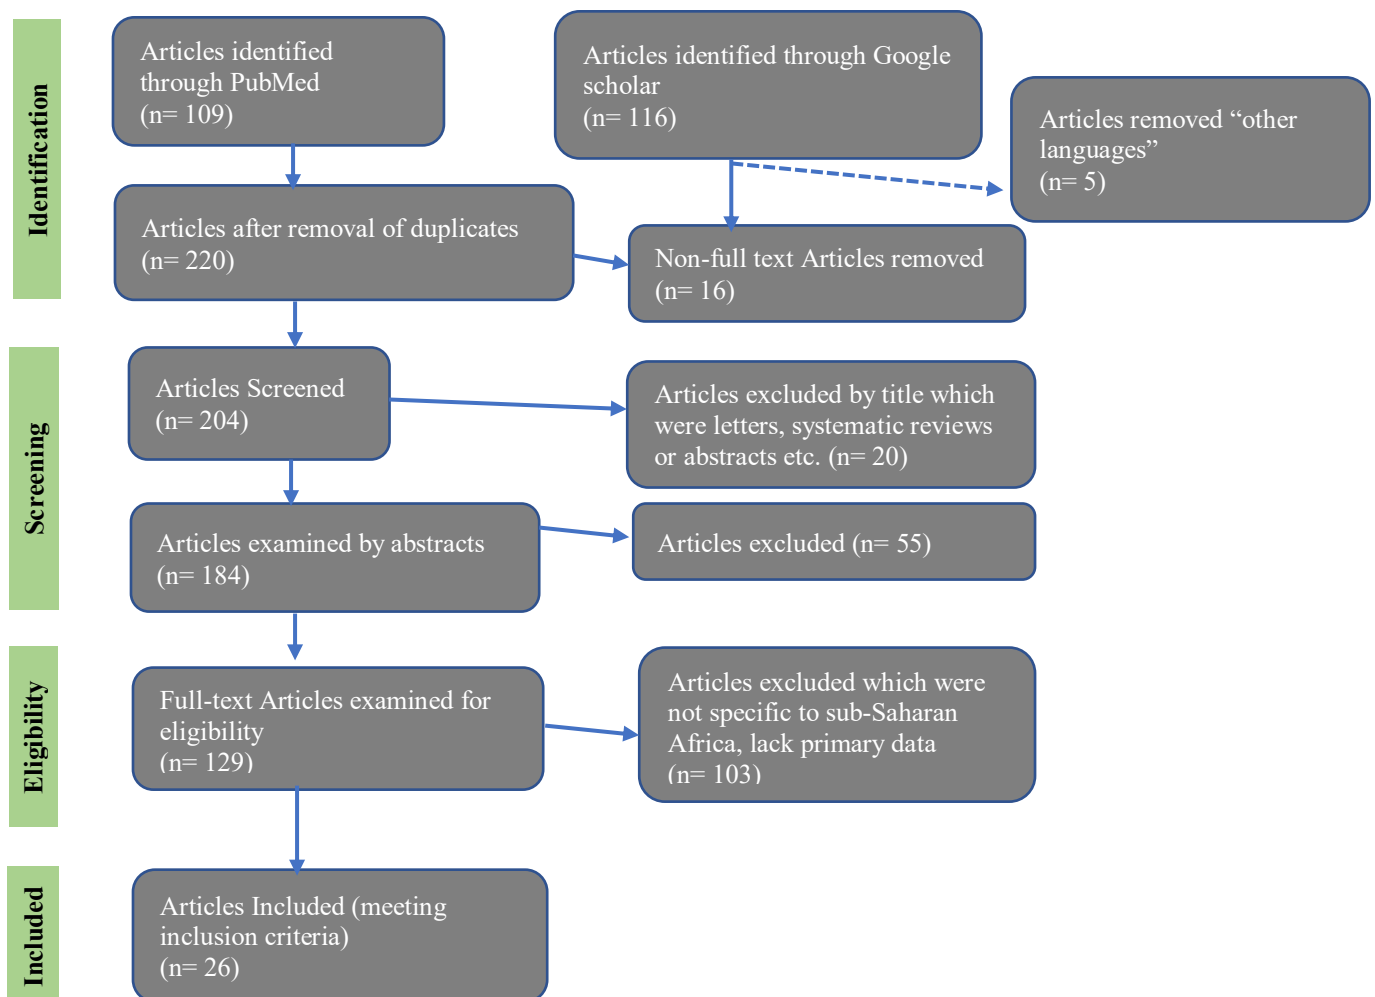 Identification
Articles identified
through PubMed
(n= 109)
Articles identified through Google
scholar
(n= 116)
Articles removed “other
languages”
(n= 5)
Articles after removal of duplicates
(n= 220)
Non-full text Articles removed
(n= 16)
Screening
Articles Screened
(n= 204)
Articles excluded by title which
were letters, systematic reviews
or abstracts etc. (n= 20)
Articles examined by abstracts
(n= 184)
Articles excluded (n= 55)
Eligibility
Full-text Articles examined for
eligibility
(n= 129)
Articles excluded which were
not specific to sub-Saharan
Africa, lack primary data
(n= 103)
Included
Articles Included (meeting
inclusion criteria)
(n= 26)